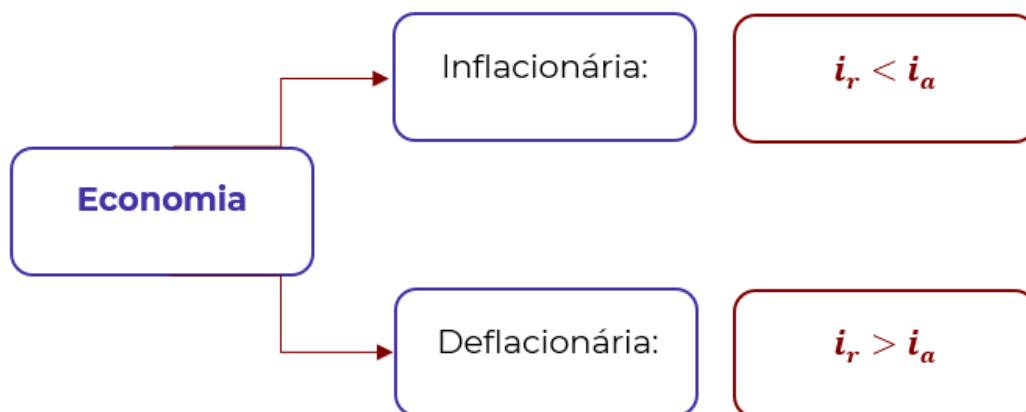 Inflacionária:
i_r < i_a
Economia
Deflacionária:
i_r > i_a